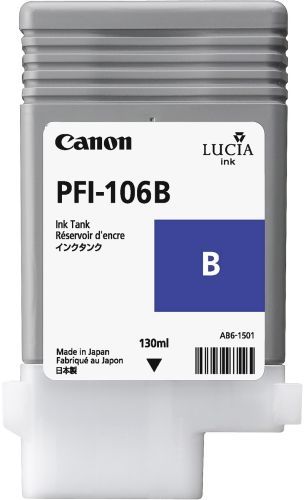 Canon
LUCIA
ink
PFI-106B
Ink Tank
Réservoir d'encre
インクタンク
B
AB6-1501
Made in Japan
Fabriqué au Japon
日本製
130ml